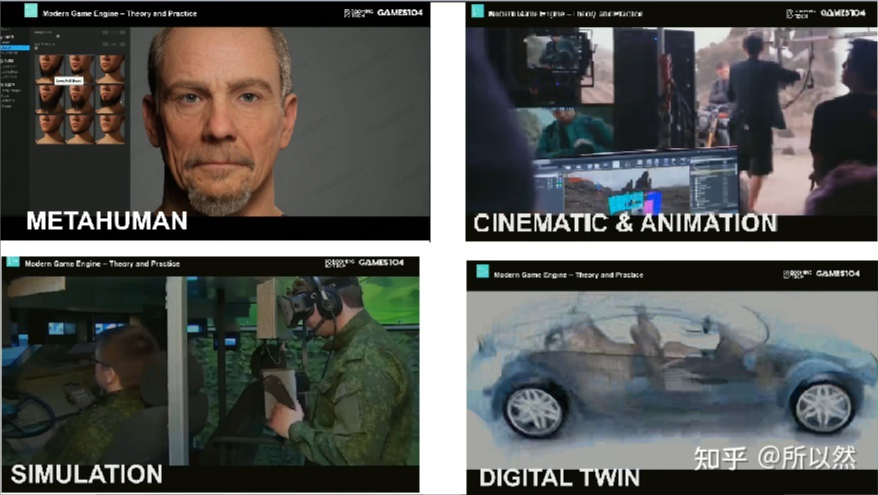 Modern Game Engine – Theory and Practice
GAMES104
METAHUMAN
Modern Game Engine – Theory and Practice
GAMES104
CINEMATIC & ANIMATION
Modern Game Engine – Theory and Practice
GAMES104
SIMULATION
Modern Game Engine – Theory and Practice
GAMES104
DIGITAL TWIN
知乎 @所以然